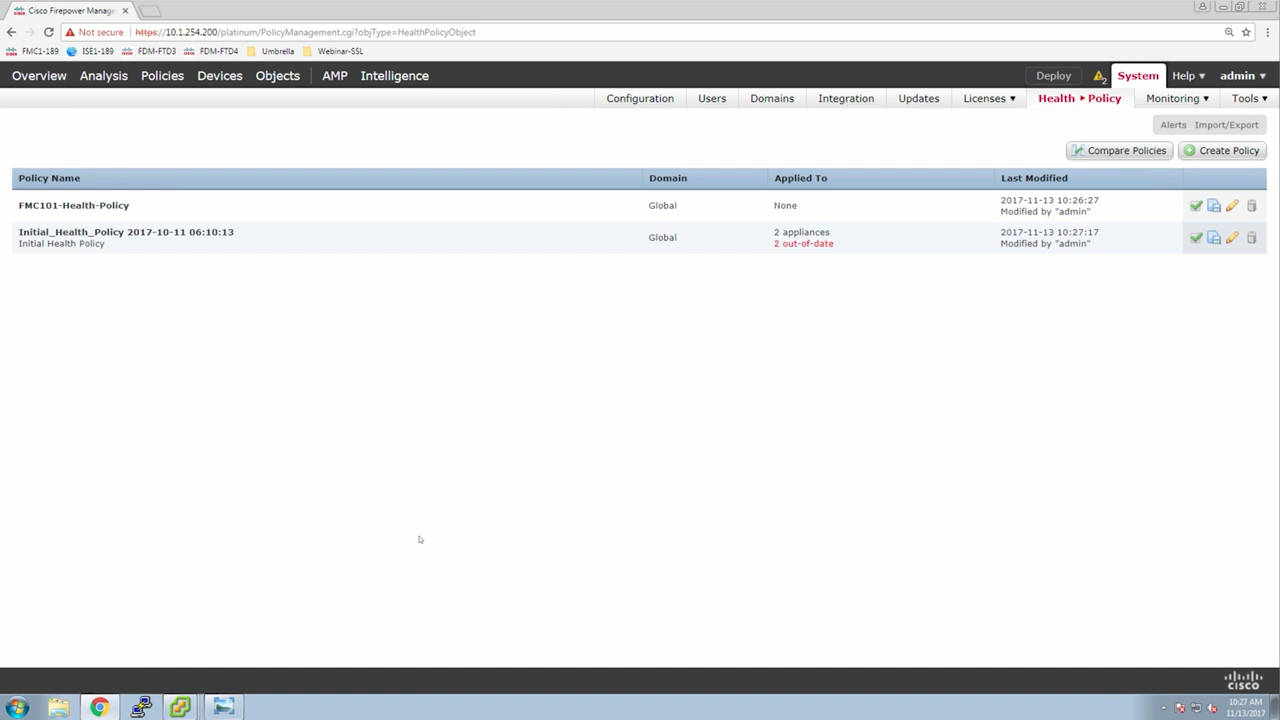 Cisco Firepower Manage
Not secure
https://10.1.254.200/platinum/PolicyManagement.cgi?objType=HealthPolicyObject
FMC1-189 ISE1-189 FDM-FTD3 FDM-FTD4 Umbrella Webinar-SSL
Overview Analysis Policies Devices Objects AMP Intelligence Deploy 2 System Help admin
Configuration Users Domains Integration Updates Licenses Health Policy Monitoring Tools
Alerts Import/Export
Compare Policies Create Policy
Policy Name Domain Applied To Last Modified
FMC101-Health-Policy Global None 2017-11-13 10:26:27
Modified by "admin"
Initial_Health_Policy 2017-10-11 06:10:13 Global 2 appliances 2017-11-13 10:27:17
Initial Health Policy 2 out-of-date Modified by "admin"
CISCO
10:27 AM
11/13/2017